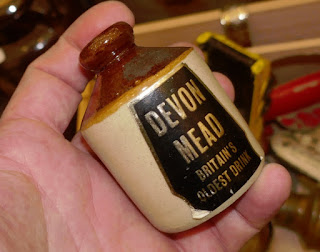 DEVON
MEAD
BRITAIN'S
OLDEST DRINK